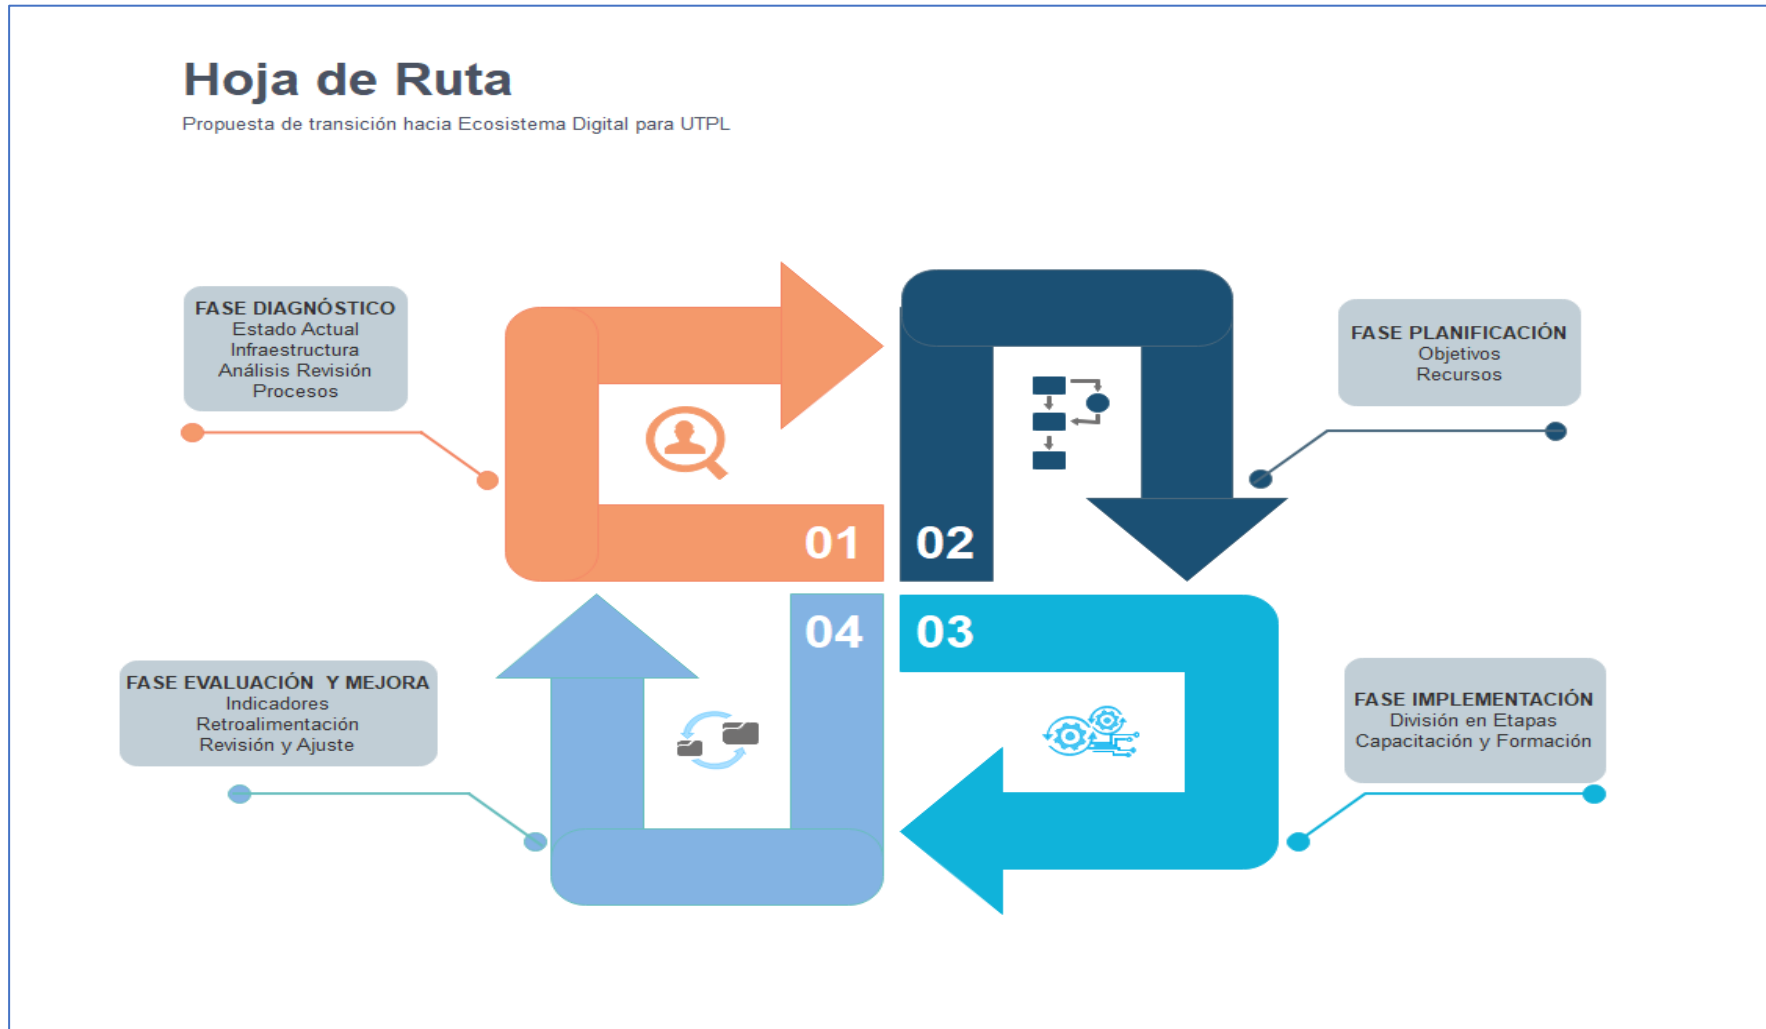 Hoja de Ruta
Propuesta de transición hacia Ecosistema Digital para UTPL
FASE DIAGNÓSTICO
Estado Actual
Infraestructura
Análisis Revisión
Procesos
01
02
FASE PLANIFICACIÓN
Objetivos
Recursos
FASE EVALUACIÓN  Y MEJORA
Indicadores
Retroalimentación
Revisión y Ajuste
04
03
FASE IMPLEMENTACIÓN
División en Etapas
Capacitación y Formación